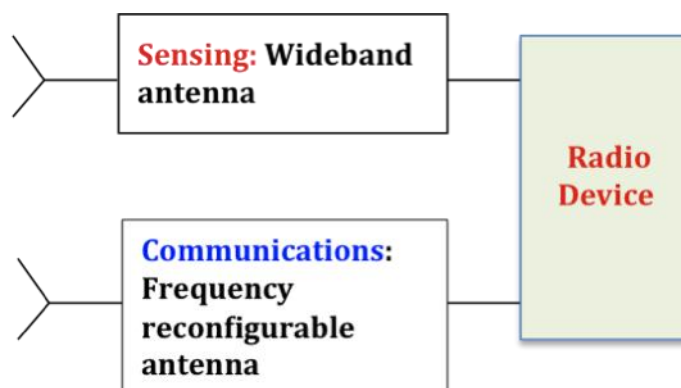 Sensing: Wideband
antenna
Radio
Device
Communications:
Frequency
reconfigurable
antenna